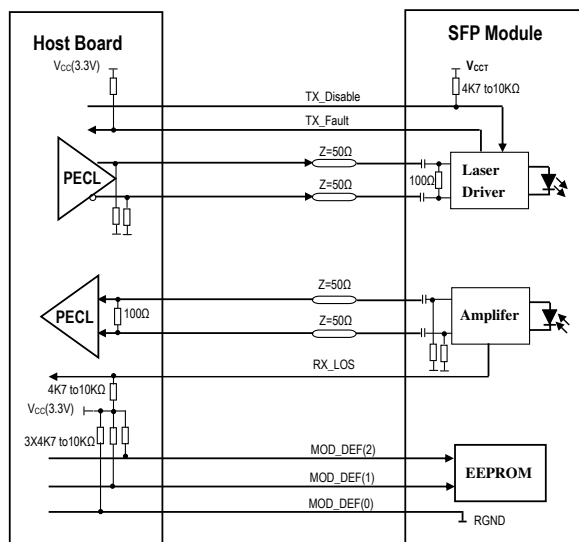 Host Board
SFP Module
VCC(3.3V)
VCCT
4K7 to10KΩ
TX_Disable
TX_Fault
PECL
Z=50Ω
Z=50Ω
100Ω
Laser
Driver
Z=50Ω
Z=50Ω
PECL
100Ω
Amplifer
RX_LOS
4K7 to10KΩ
VCC(3.3V)
3X4K7 to10KΩ
MOD_DEF(2)
MOD_DEF(1)
EEPROM
MOD_DEF(0)
RGND